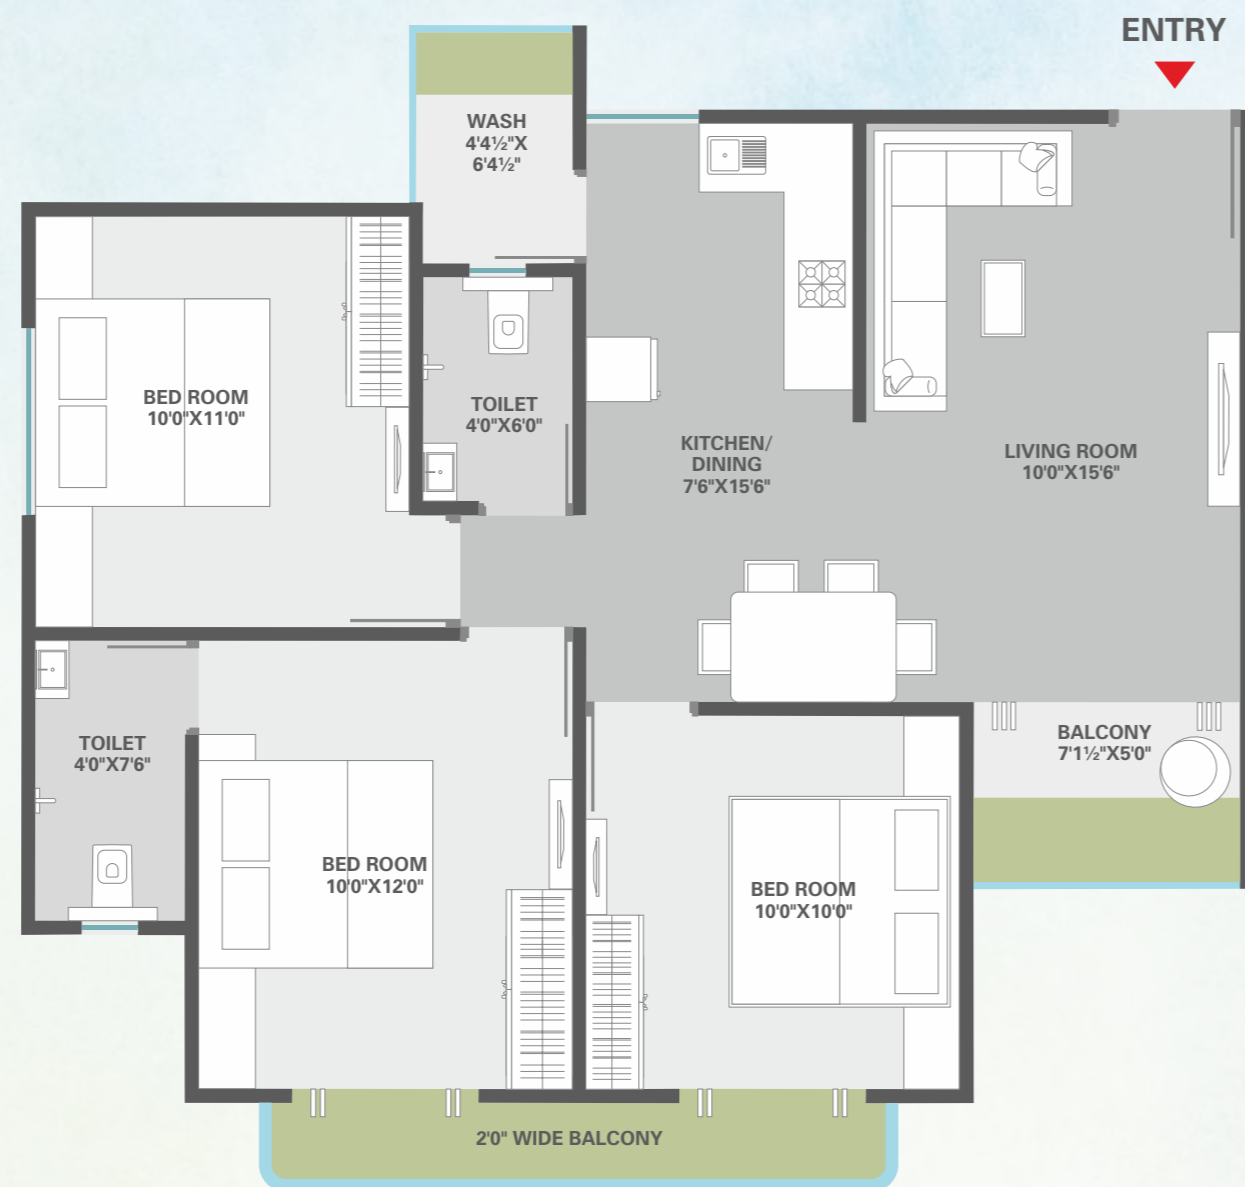 ENTRY
WASH
4'4½"X
6'4½"
BED ROOM
10'0"X11'0"
TOILET
4'0"X6'0"
KITCHEN/
DINING
7'6"X15'6"
LIVING ROOM
10'0"X15'6"
TOILET
4'0"X7'6"
BALCONY
7'1½"X5'0"
BED ROOM
10'0"X12'0"
BED ROOM
10'0"X10'0"
2'0" WIDE BALCONY